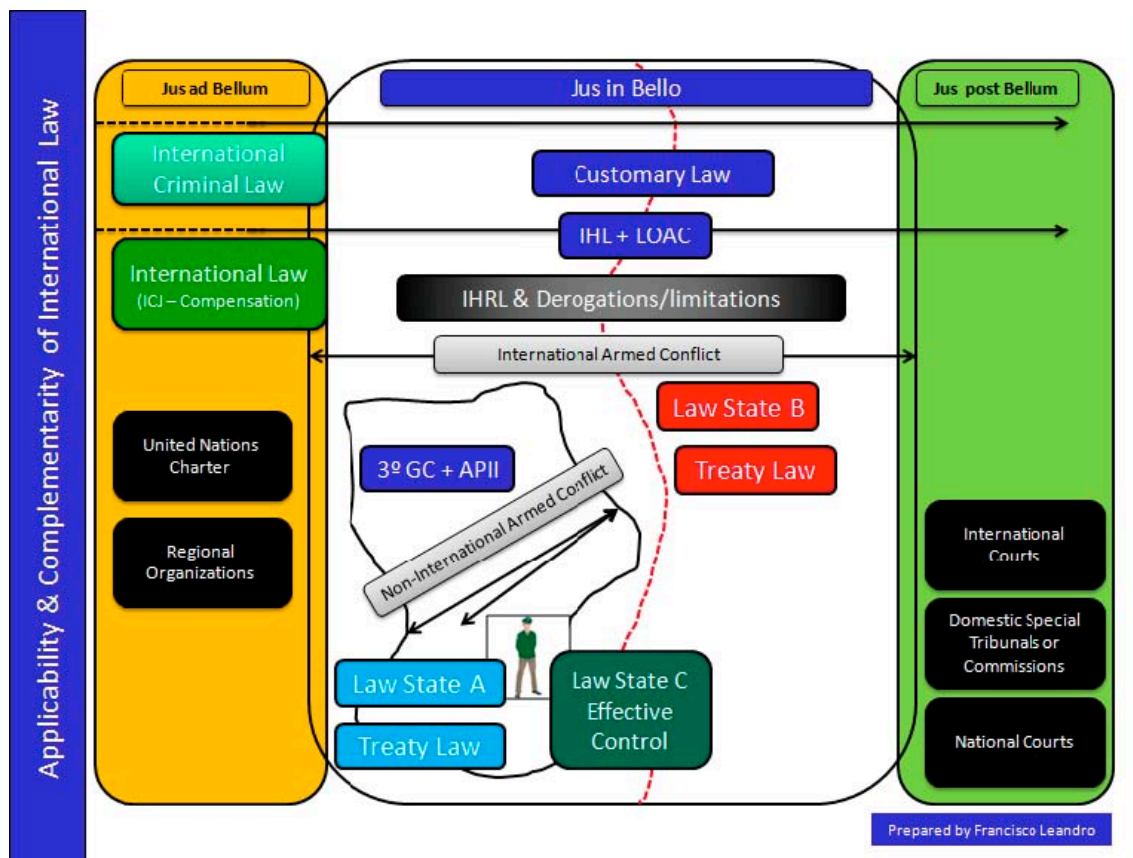 Applicability & Complementarity of International Law
Jus ad Bellum
Jus in Bello
Jus post Bellum
International
Criminal Law
Customary Law
IHL + LOAC
International Law
(ICJ – Compensation)
IHRL & Derogations/limitations
International Armed Conflict
Law State B
United Nations
Charter
3º GC + APII
Treaty Law
Non-International Armed Conflict
Regional
Organizations
International
Courts
Domestic Special
Tribunals or
Commissions
Law State A
Law State C
Effective
Control
Treaty Law
National Courts
Prepared by Francisco Leandro